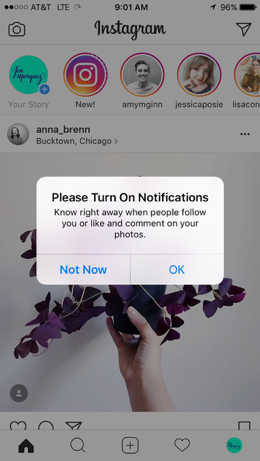 AT&T LTE 9:01 AM 96%
Instagram
Your Story New! amymginn jessicaposie lisacon
anna_brenn
Bucktown, Chicago >
Please Turn On Notifications
Know right away when people follow
you or like and comment on your
photos.
Not Now OK